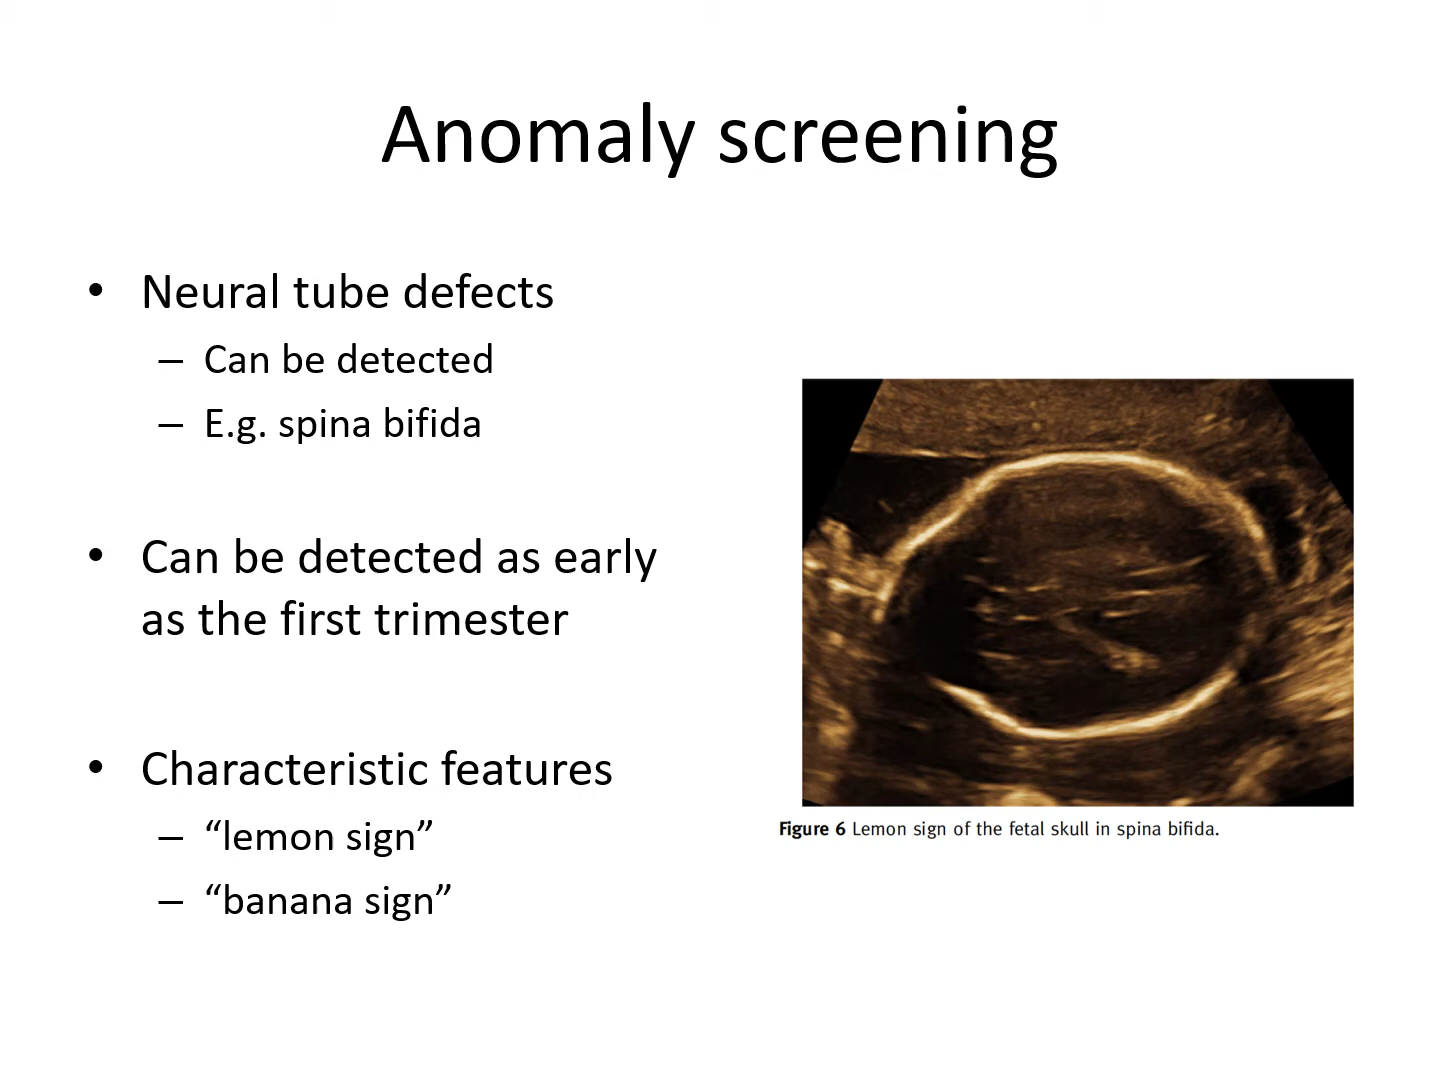 Anomaly screening
• Neural tube defects
– Can be detected
– E.g. spina bifida
• Can be detected as early
as the first trimester
• Characteristic features
– “lemon sign”
– “banana sign”
Figure 6 Lemon sign of the fetal skull in spina bifida.